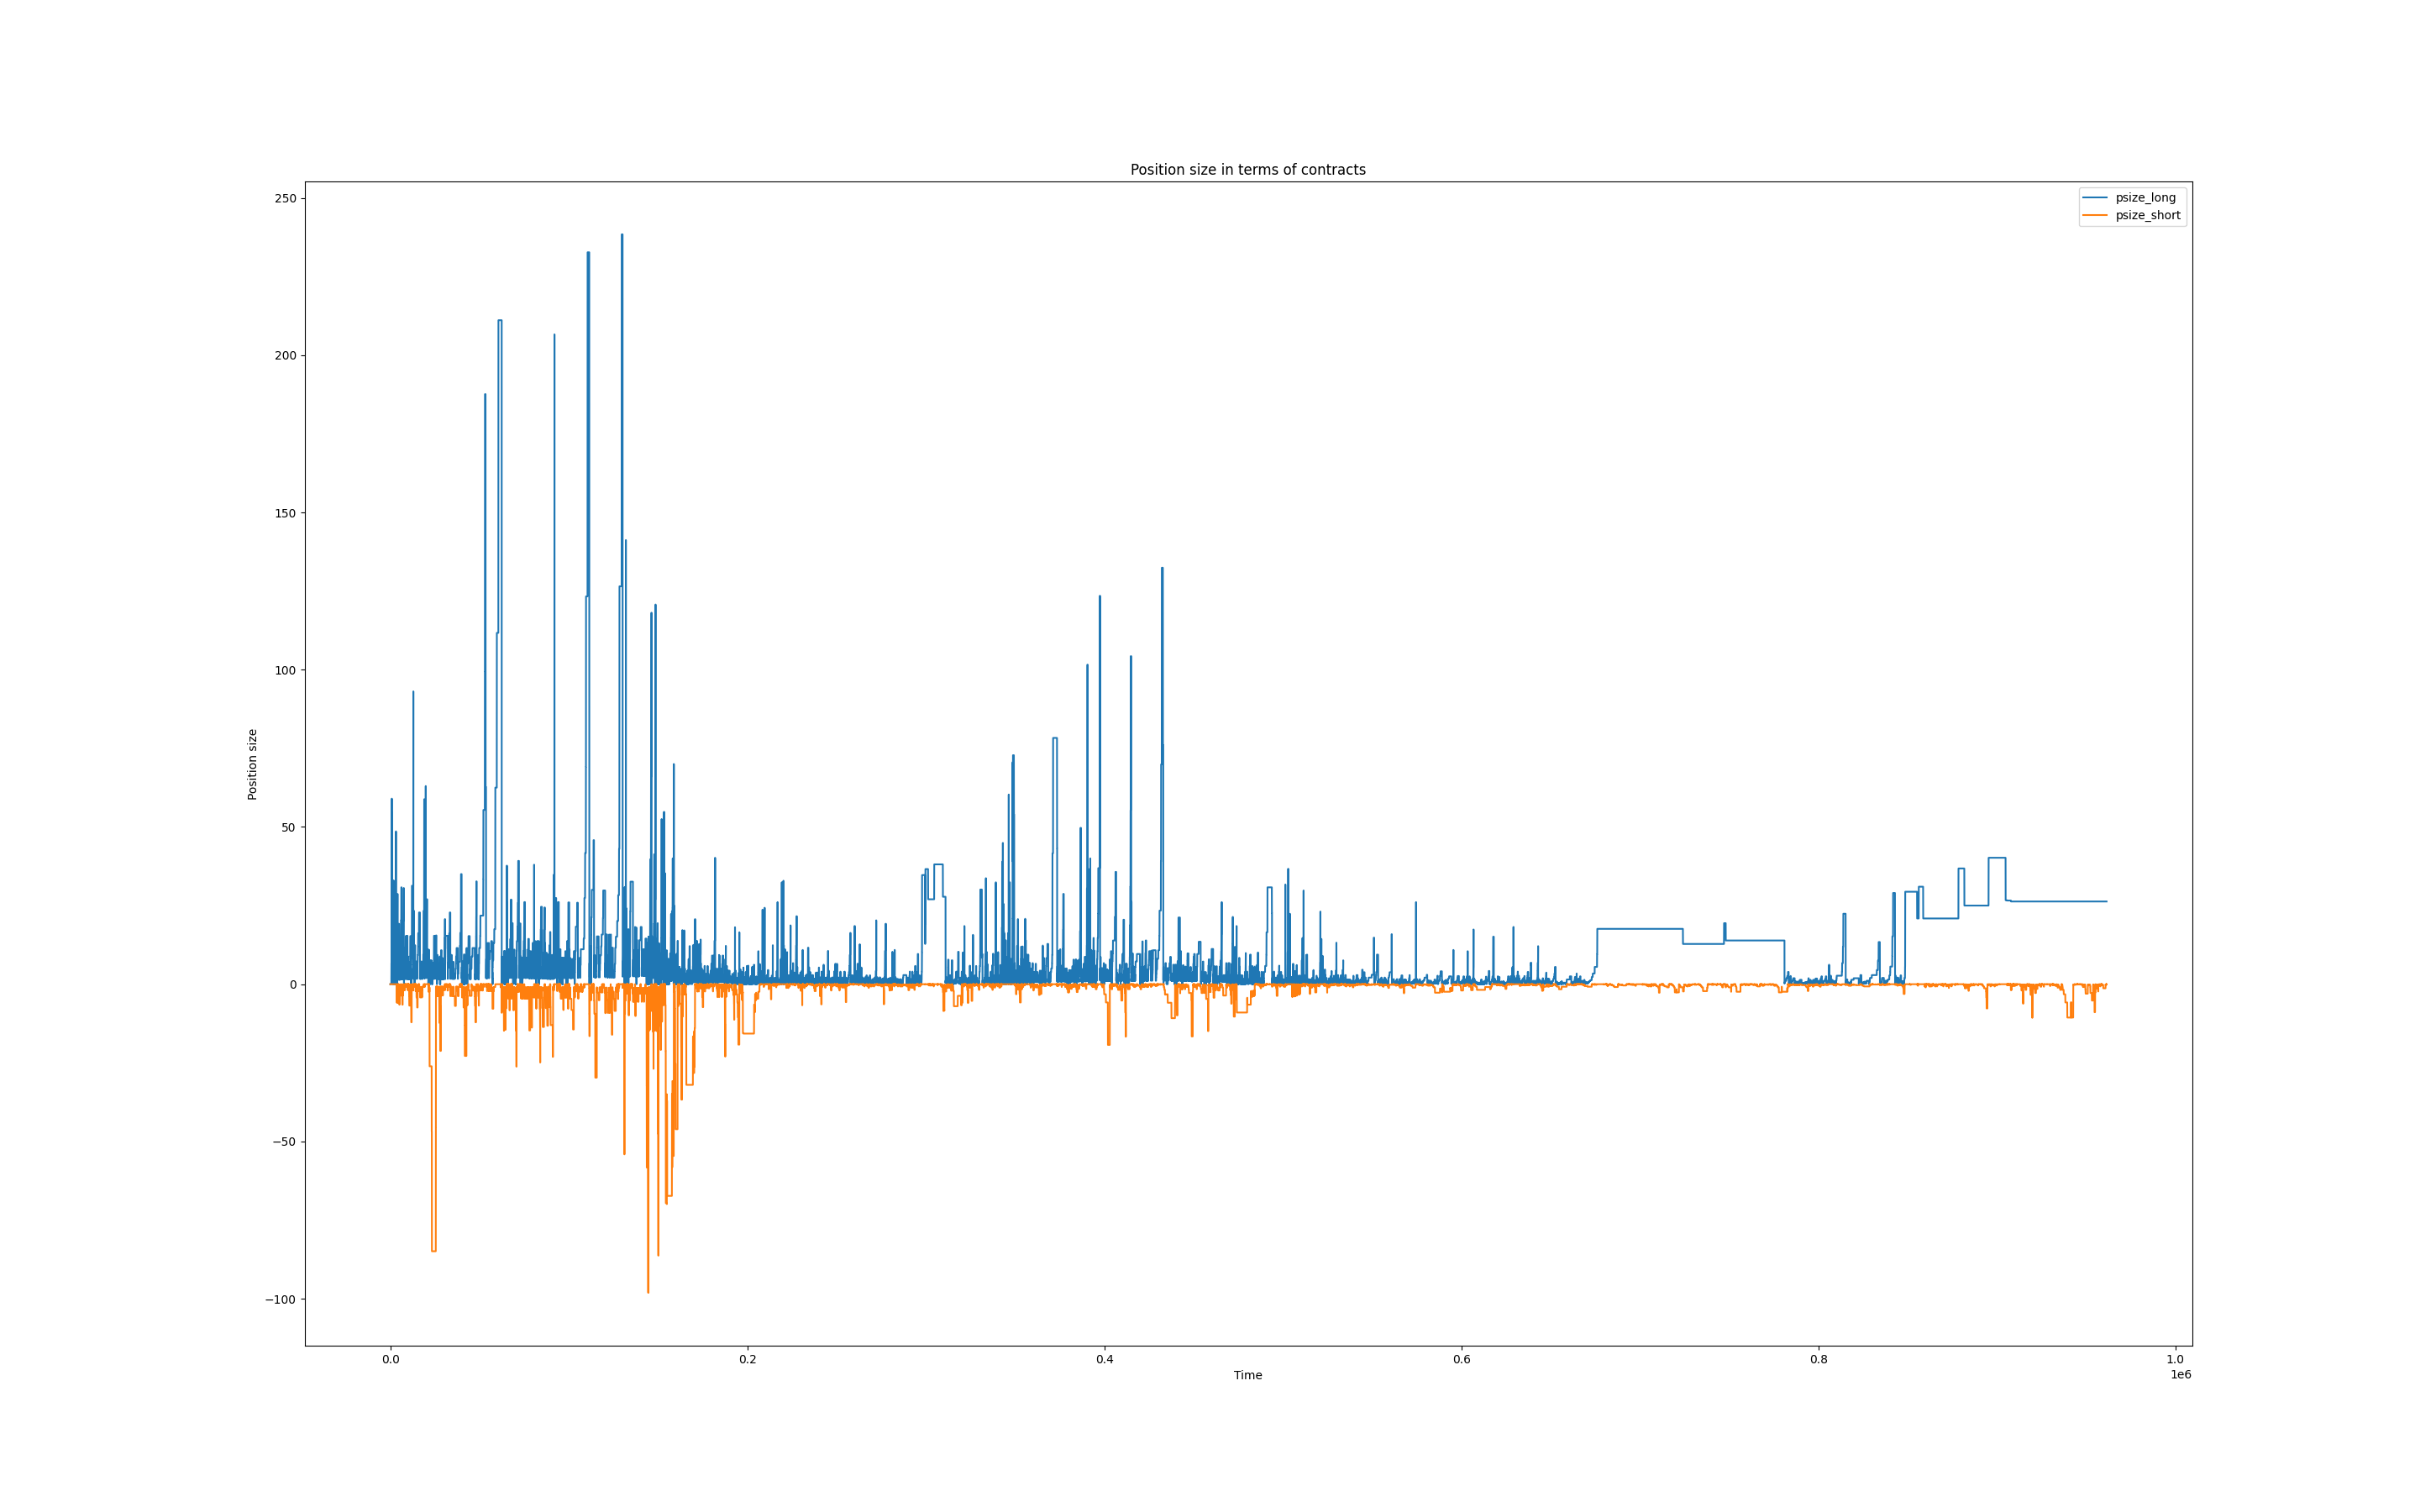 Position size in terms of contracts
psize_long
psize_short
250
200
150
100
50
0
−50
−100
Position size
0.0
0.2
0.4
0.6
0.8
1.0
1e6
Time